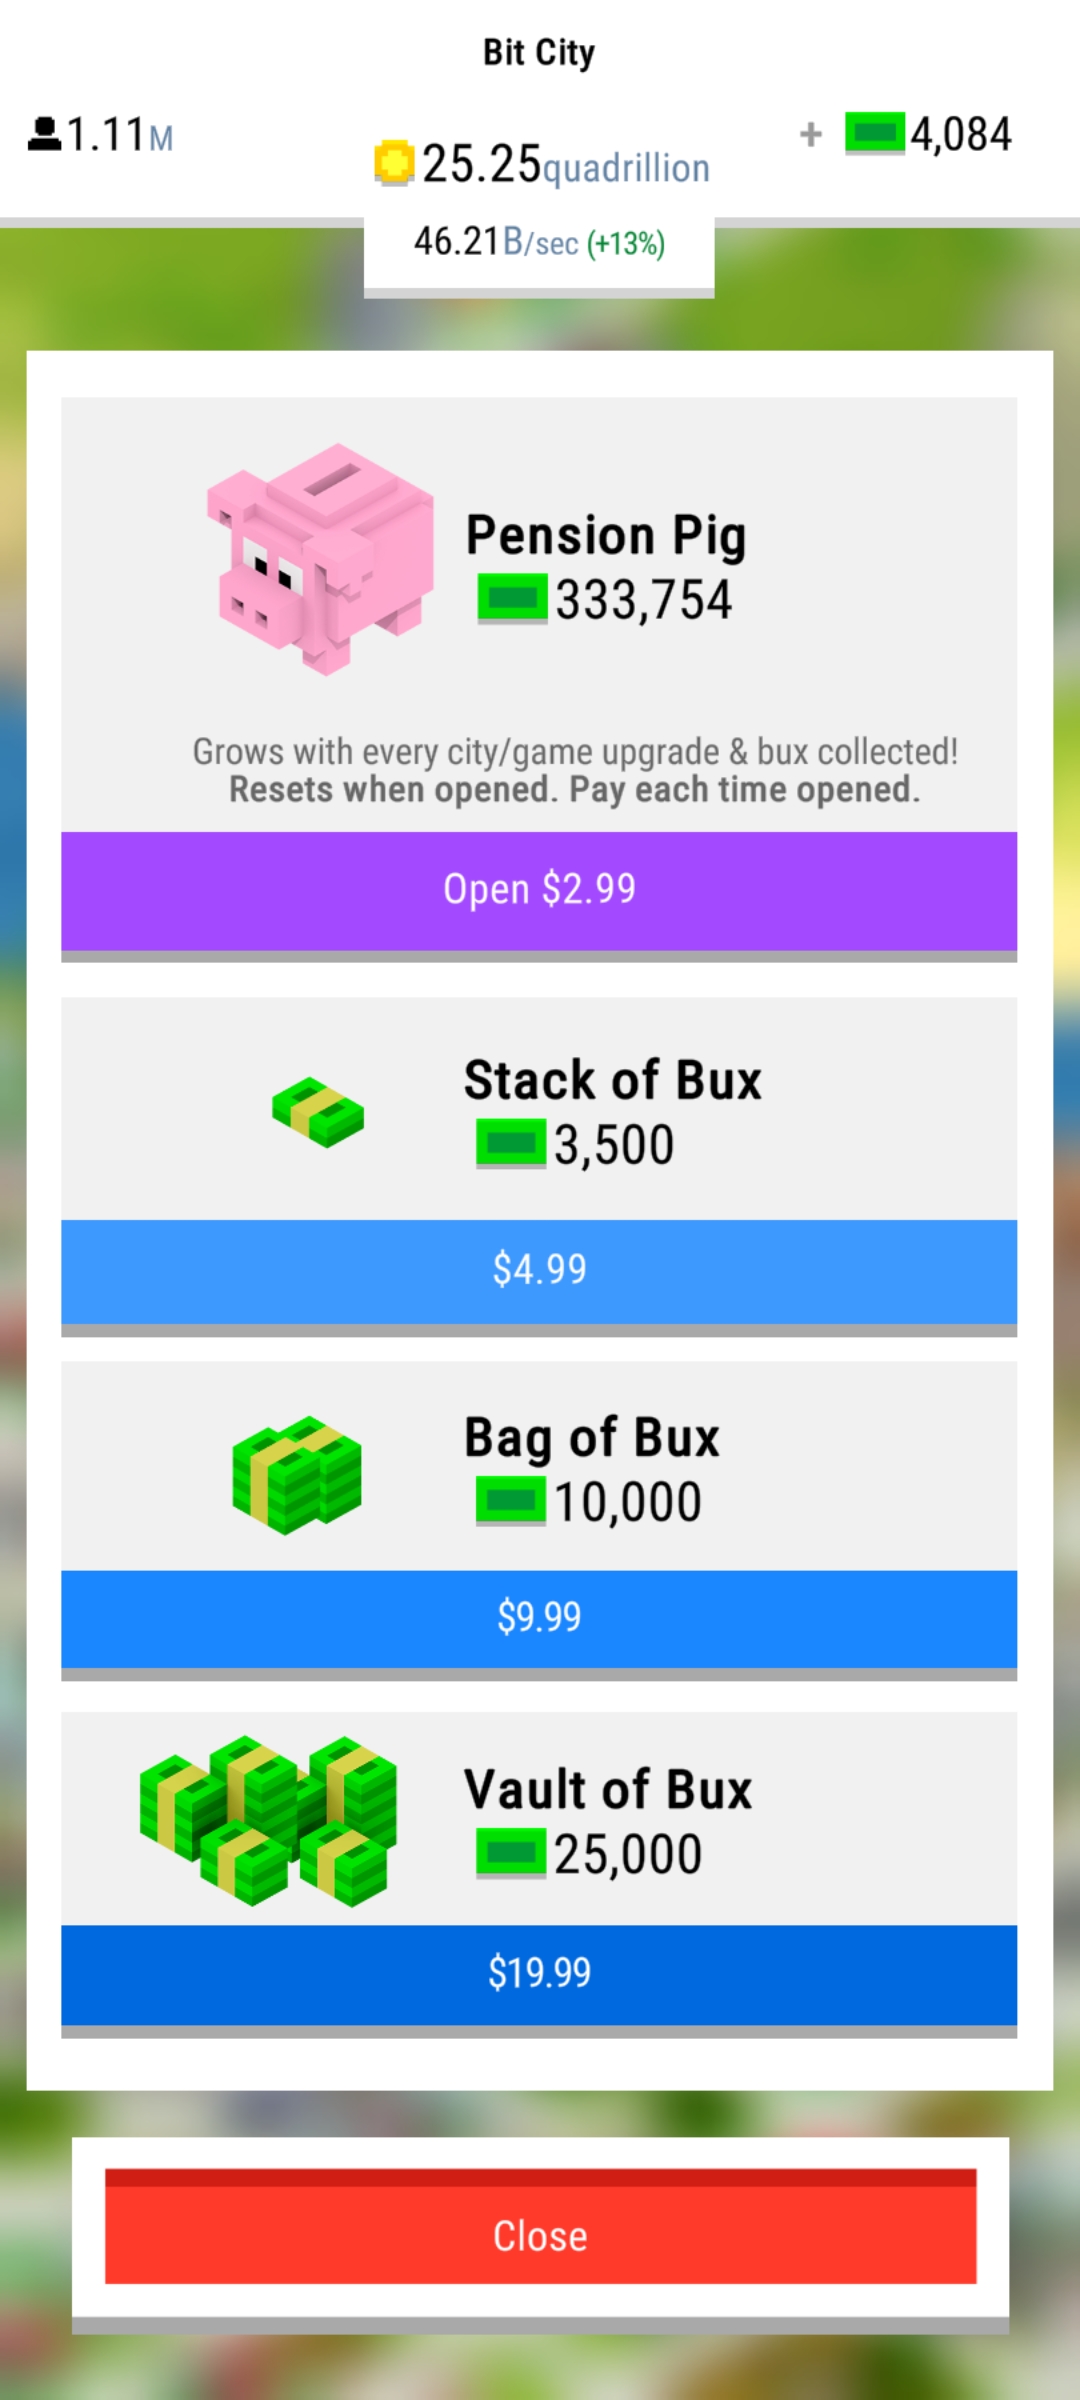 Bit City
1.11M
+ 4,084
25.25quadrillion
46.21B/sec (+13%)
Pension Pig
333,754
Grows with every city/game upgrade & bux collected!
Resets when opened. Pay each time opened.
Open $2.99
Stack of Bux
3,500
$4.99
Bag of Bux
10,000
$9.99
Vault of Bux
25,000
$19.99
Close